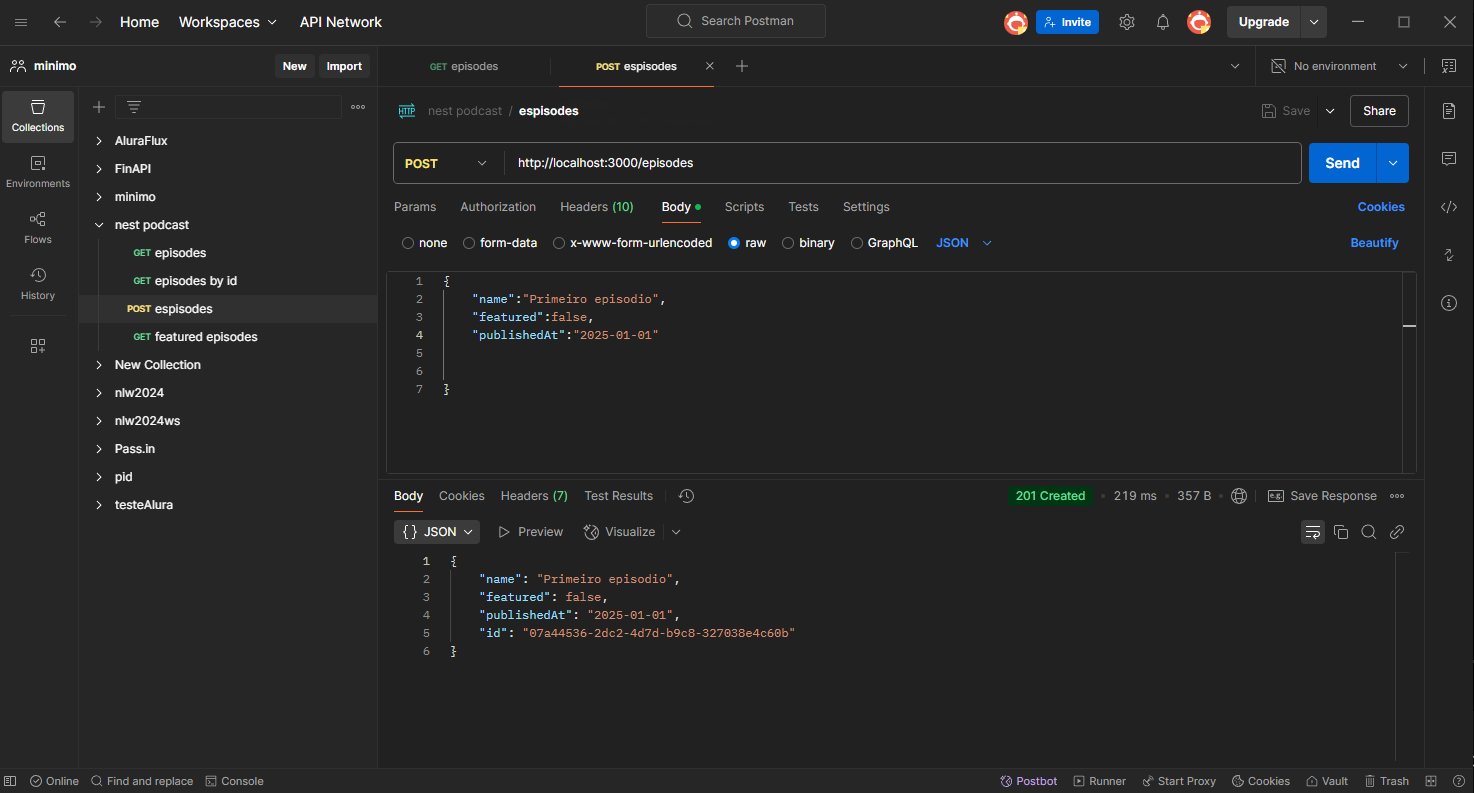 Home Workspaces API Network Search Postman Invite Upgrade
minimo New Import GET episodes POST espisodes No environment
Collections
Environments
Flows
History
AluraFlux
FinAPI
minimo
nest podcast
GET episodes
GET episodes by id
POST espisodes
GET featured episodes
New Collection
nlw2024
nlw2024ws
Pass.in
pid
testeAlura
HTTP nest podcast / espisodes Save Share
POST http://localhost:3000/episodes Send
Params Authorization Headers (10) Body Scripts Tests Settings Cookies
none form-data x-www-form-urlencoded raw binary GraphQL JSON Beautify
1 {
2 "name":"Primeiro episodio",
3 "featured":false,
4 "publishedAt":"2025-01-01"
5
6
7 }
Body Cookies Headers (7) Test Results 201 Created 219 ms 357 B e.g. Save Response
{} JSON Preview Visualize
1 {
2 "name": "Primeiro episodio",
3 "featured": false,
4 "publishedAt": "2025-01-01",
5 "id": "07a44536-2dc2-4d7d-b9c8-327038e4c60b"
6 }
Online Find and replace Console Postbot Runner Start Proxy Cookies Vault Trash